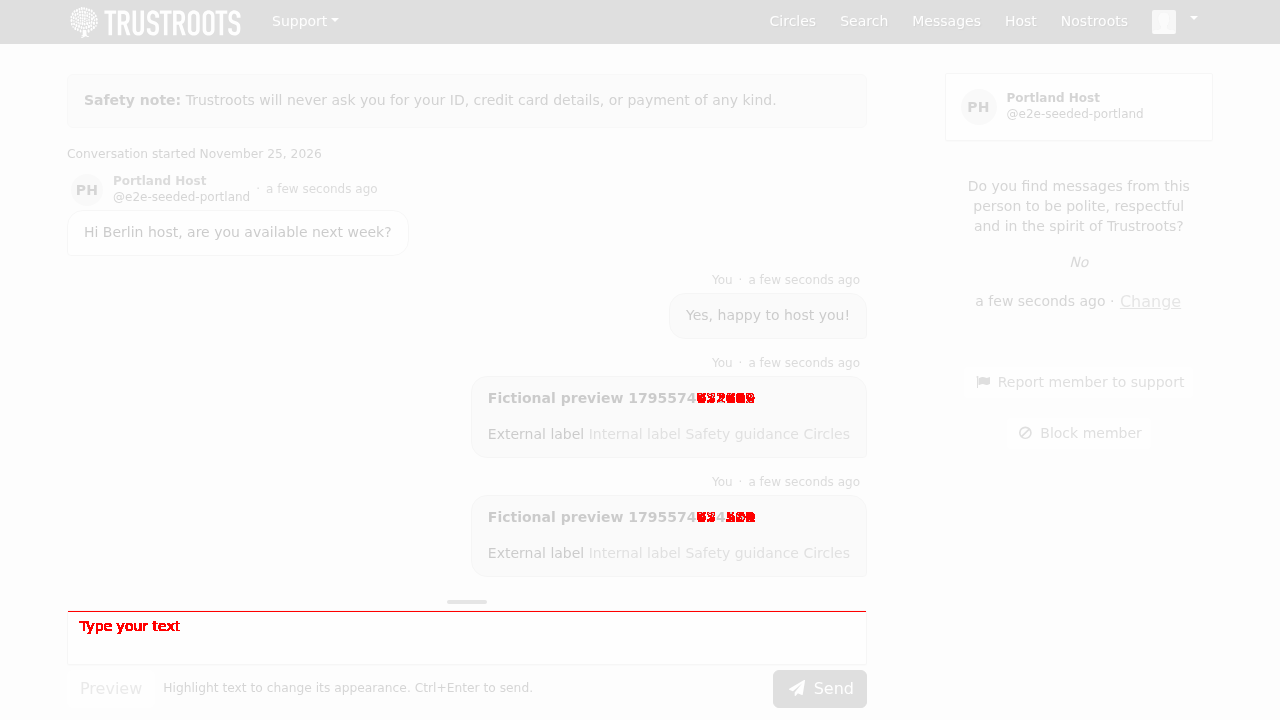 TRUSTROOTS Support Circles Search Messages Host Nostroots
Safety note: Trustroots will never ask you for your ID, credit card details, or payment of any kind.
PH Portland Host
@e2e-seeded-portland
Conversation started November 25, 2026
PH Portland Host
@e2e-seeded-portland · a few seconds ago
Hi Berlin host, are you available next week?
Do you find messages from this
person to be polite, respectful
and in the spirit of Trustroots?
No
a few seconds ago · Change
You · a few seconds ago
Yes, happy to host you!
You · a few seconds ago
Fictional preview
External label Internal label Safety guidance Circles
Report member to support
Block member
You · a few seconds ago
Fictional preview
External label Internal label Safety guidance Circles
Type your text
Preview Highlight text to change its appearance. Ctrl+Enter to send. Send